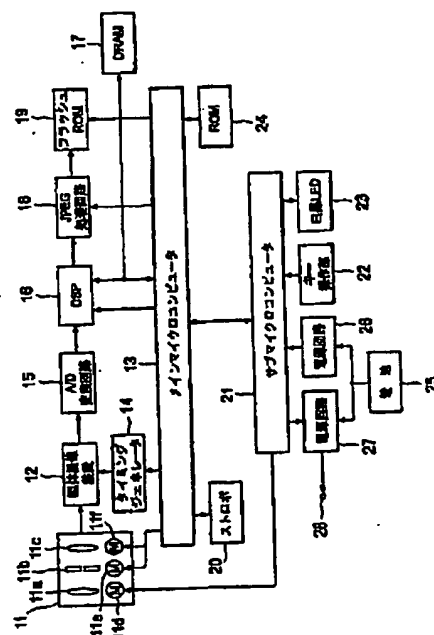 11
11a
11b
11c
11d
11e
11f
12
固体撮像装置
15
A/D
変換回路
16
DSP
18
JPEG
処理回路
19
フラッシュ
ROM
17
DRAM
14
タイミング
ジェネレータ
13
メインマイクロコンピュータ
20
ストロボ
24
ROM
21
サブマイクロコンピュータ
27
電源回路
26
電源回路
22
キー
操作部
23
LED
25
電池